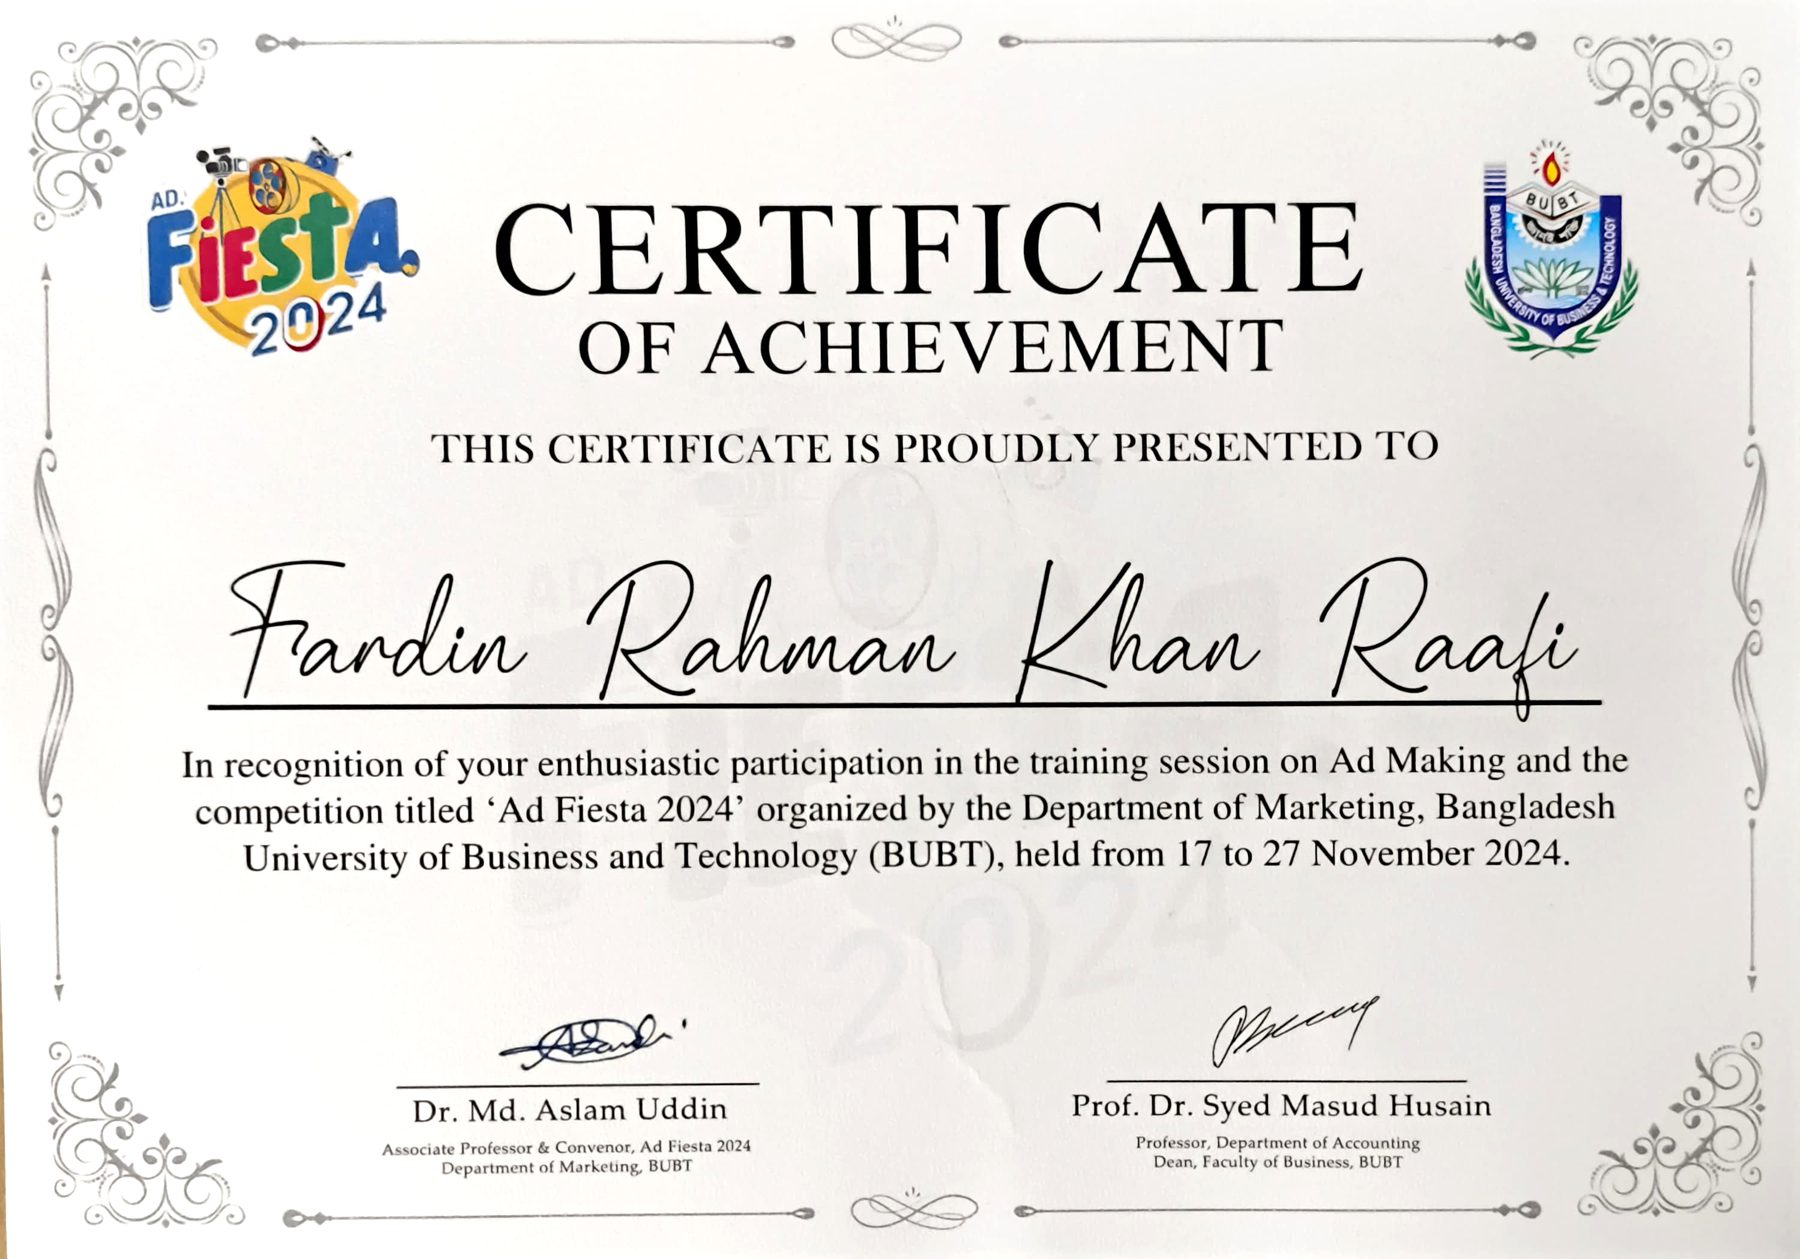 AD.
FiESTA.
2024
CERTIFICATE
OF ACHIEVEMENT
BUBT
BANGLADESH UNIVERSITY OF BUSINESS & TECHNOLOGY
THIS CERTIFICATE IS PROUDLY PRESENTED TO
Fardin Rahman Khan Raafi
In recognition of your enthusiastic participation in the training session on Ad Making and the
competition titled ‘Ad Fiesta 2024’ organized by the Department of Marketing, Bangladesh
University of Business and Technology (BUBT), held from 17 to 27 November 2024.
Dr. Md. Aslam Uddin
Associate Professor & Convenor, Ad Fiesta 2024
Department of Marketing, BUBT
Prof. Dr. Syed Masud Husain
Professor, Department of Accounting
Dean, Faculty of Business, BUBT